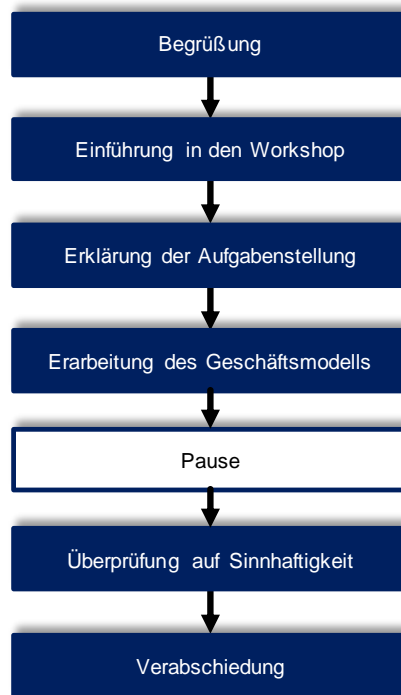 Begrüßung
Einführung in den Workshop
Erklärung der Aufgabenstellung
Erarbeitung des Geschäftsmodells
Pause
Überprüfung auf Sinnhaftigkeit
Verabschiedung